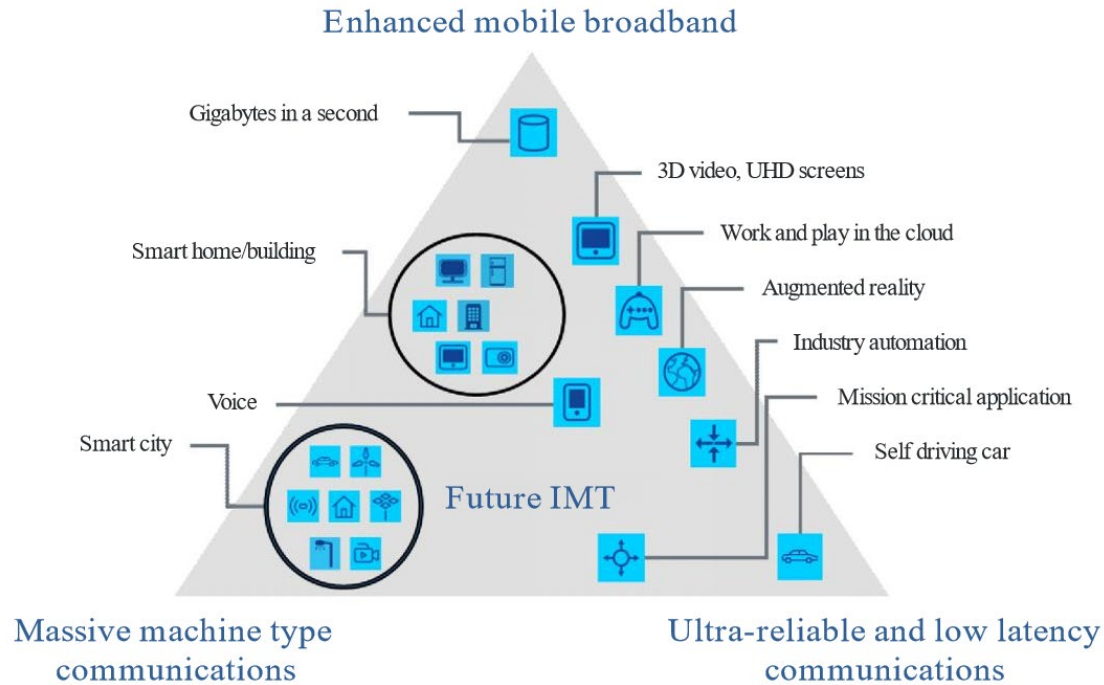 Enhanced mobile broadband
Gigabytes in a second
3D video, UHD screens
Work and play in the cloud
Smart home/building
Augmented reality
Industry automation
Mission critical application
Voice
Smart city
Self driving car
Future IMT
Massive machine type
communications
Ultra-reliable and low latency
communications